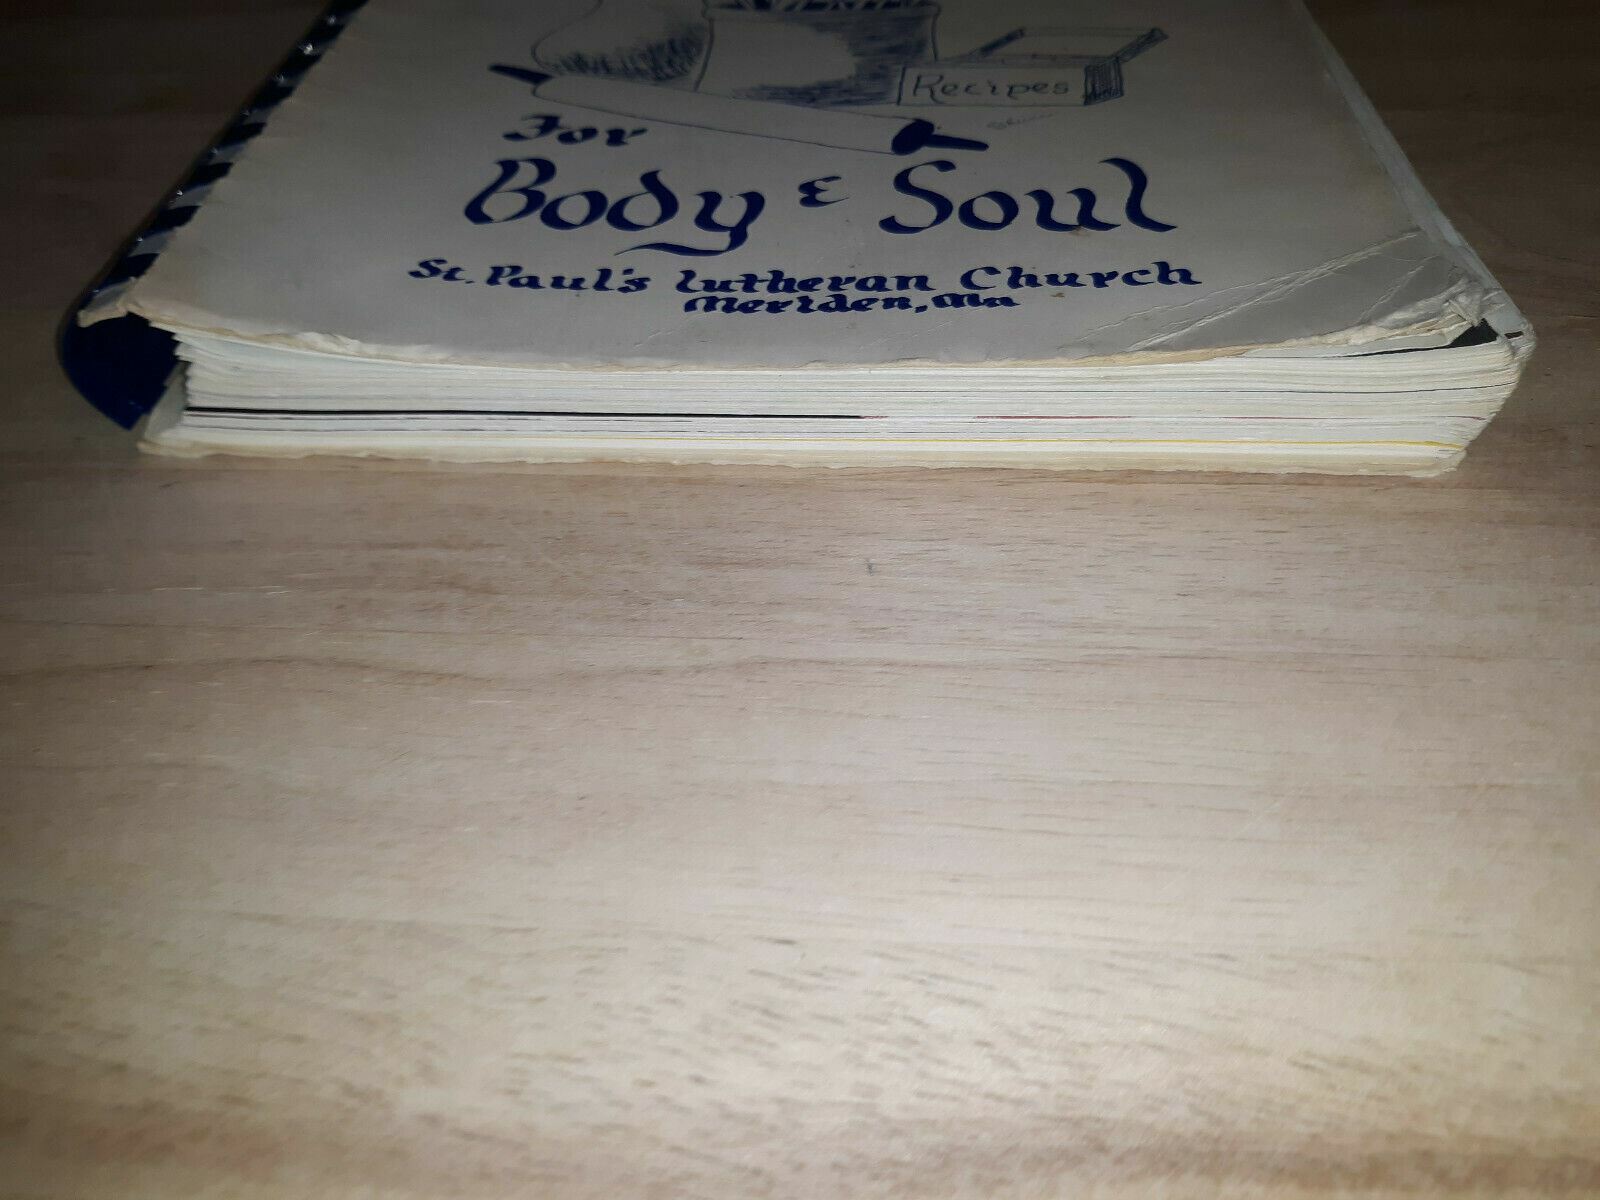 Recipes
For
Body & Soul
St. Paul's Lutheran Church
Meriden, Mn